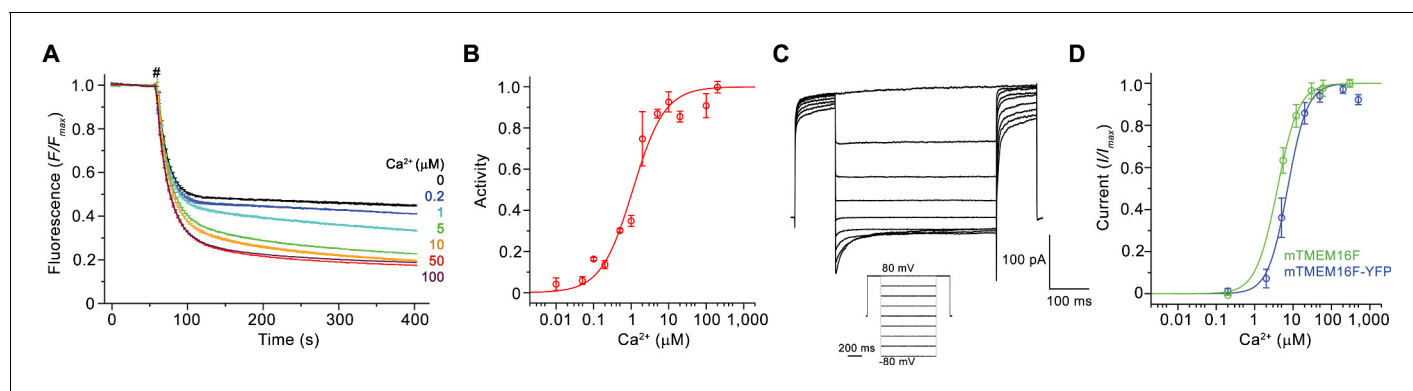 A
#
Fluorescence (F/Fmax)
1.0
0.8
0.6
0.4
0.2
0
Ca²⁺ (μM)
0
0.2
1
5
10
50
100
0
100
200
300
400
Time (s)
B
Activity
1.0
0.8
0.6
0.4
0.2
0
0.01
0.1
1
10
100
1,000
Ca²⁺ (μM)
C
100 pA
100 ms
80 mV
200 ms
-80 mV
D
Current (I/Imax)
1.0
0.8
0.6
0.4
0.2
0
mTMEM16F
mTMEM16F-YFP
0.01
0.1
1
10
100
1,000
Ca²⁺ (μM)